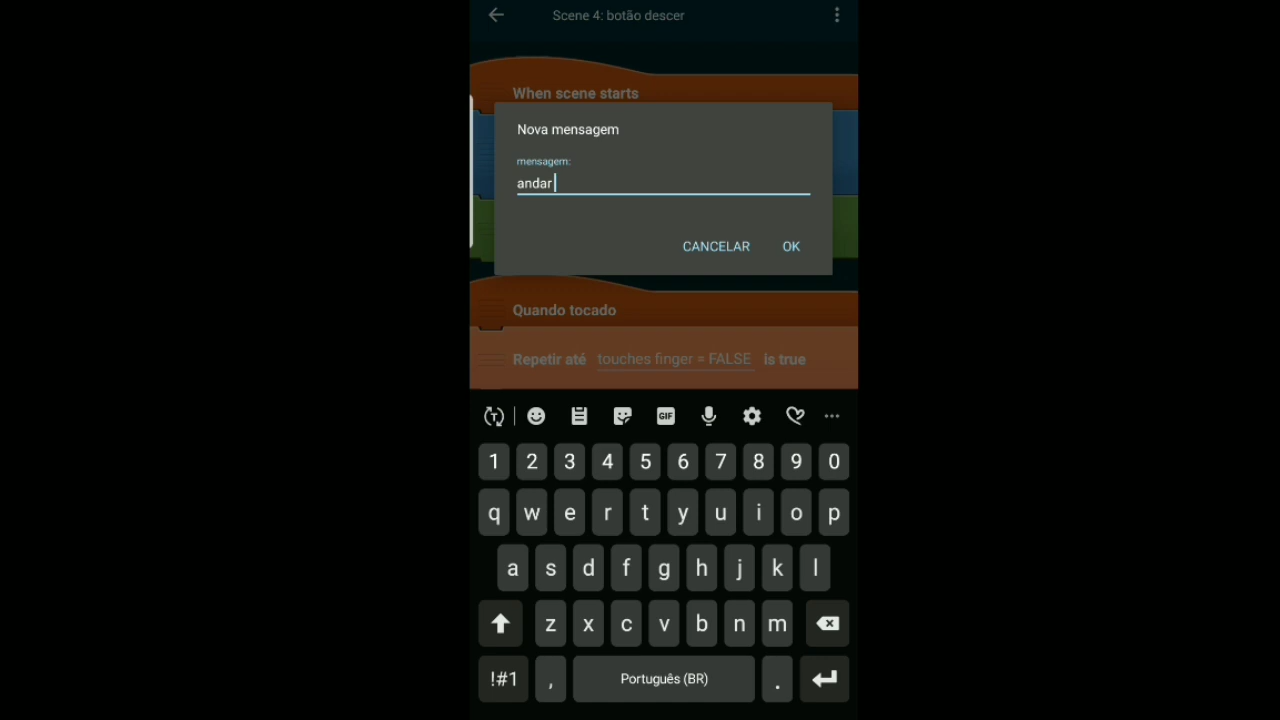 Scene 4: botão descer
When scene starts
Nova mensagem
mensagem:
andar
CANCELAR OK
Quando tocado
Repetir até touches finger = FALSE is true
GIF
1 2 3 4 5 6 7 8 9 0
q w e r t y u i o p
a s d f g h j k l
z x c v b n m
!#1 , Português (BR) .